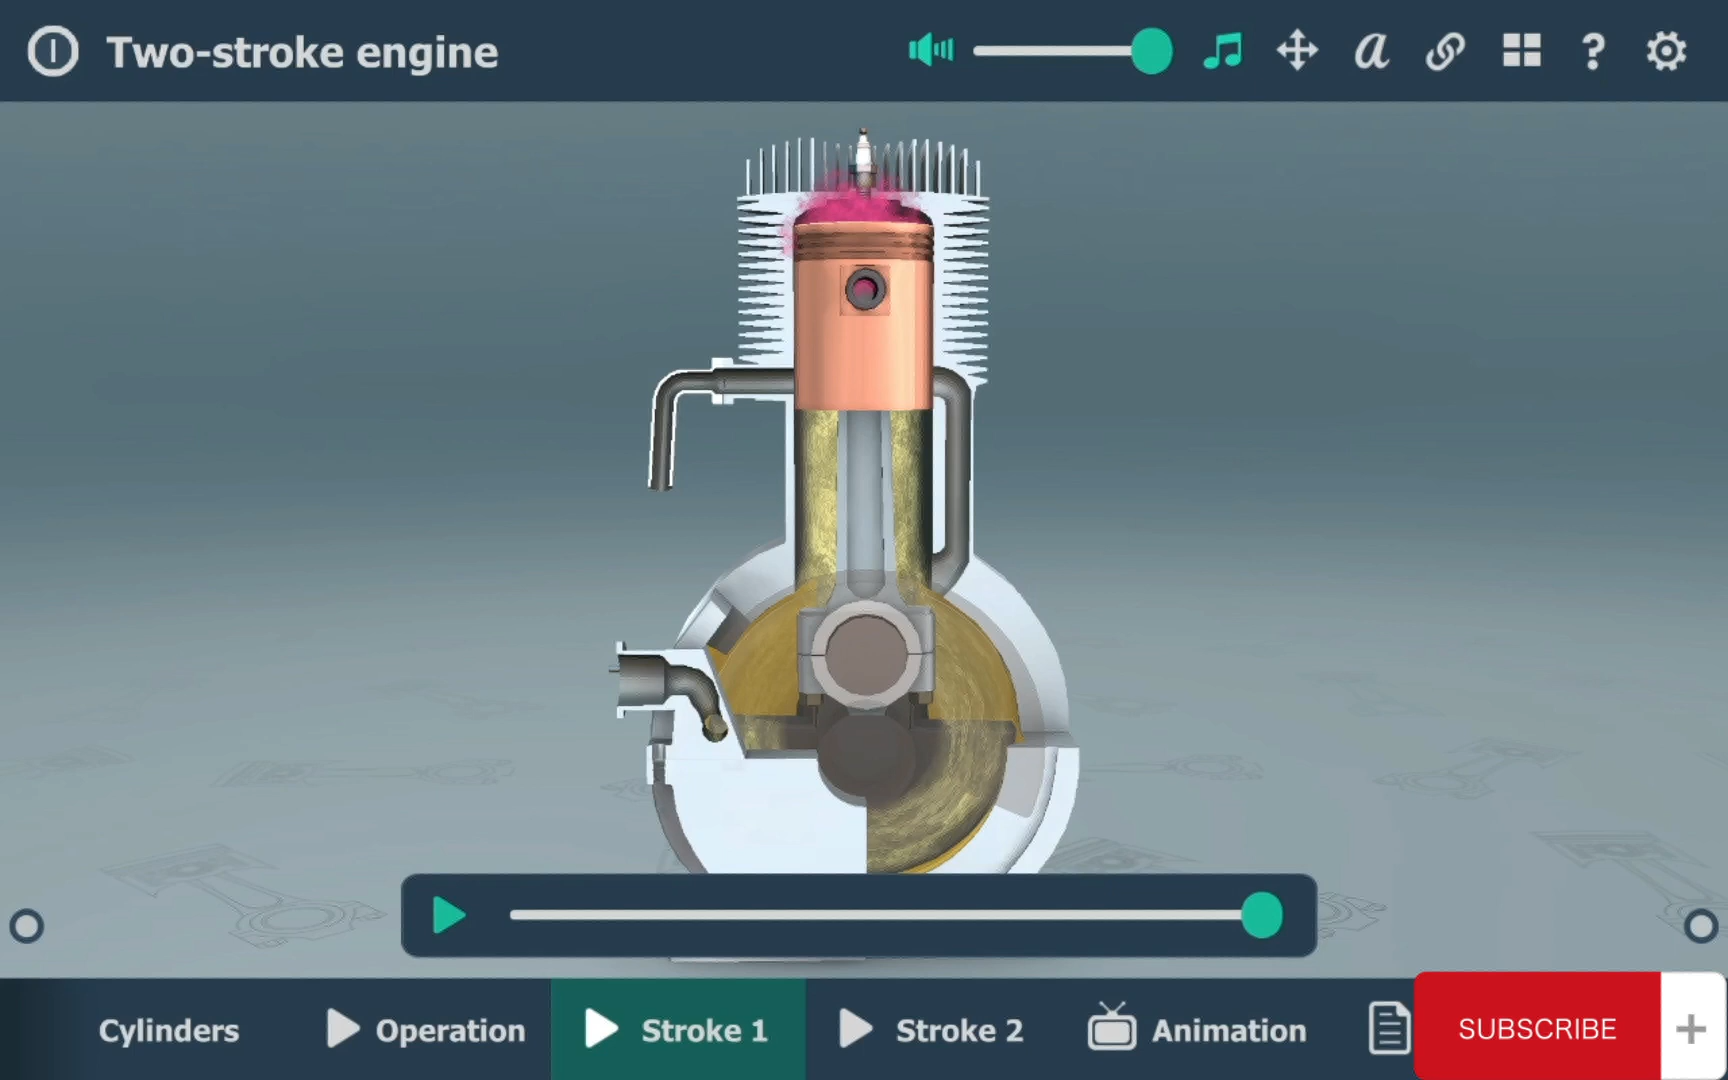 Two-stroke engine
a
?
Cylinders
Operation
Stroke 1
Stroke 2
Animation
SUBSCRIBE
+